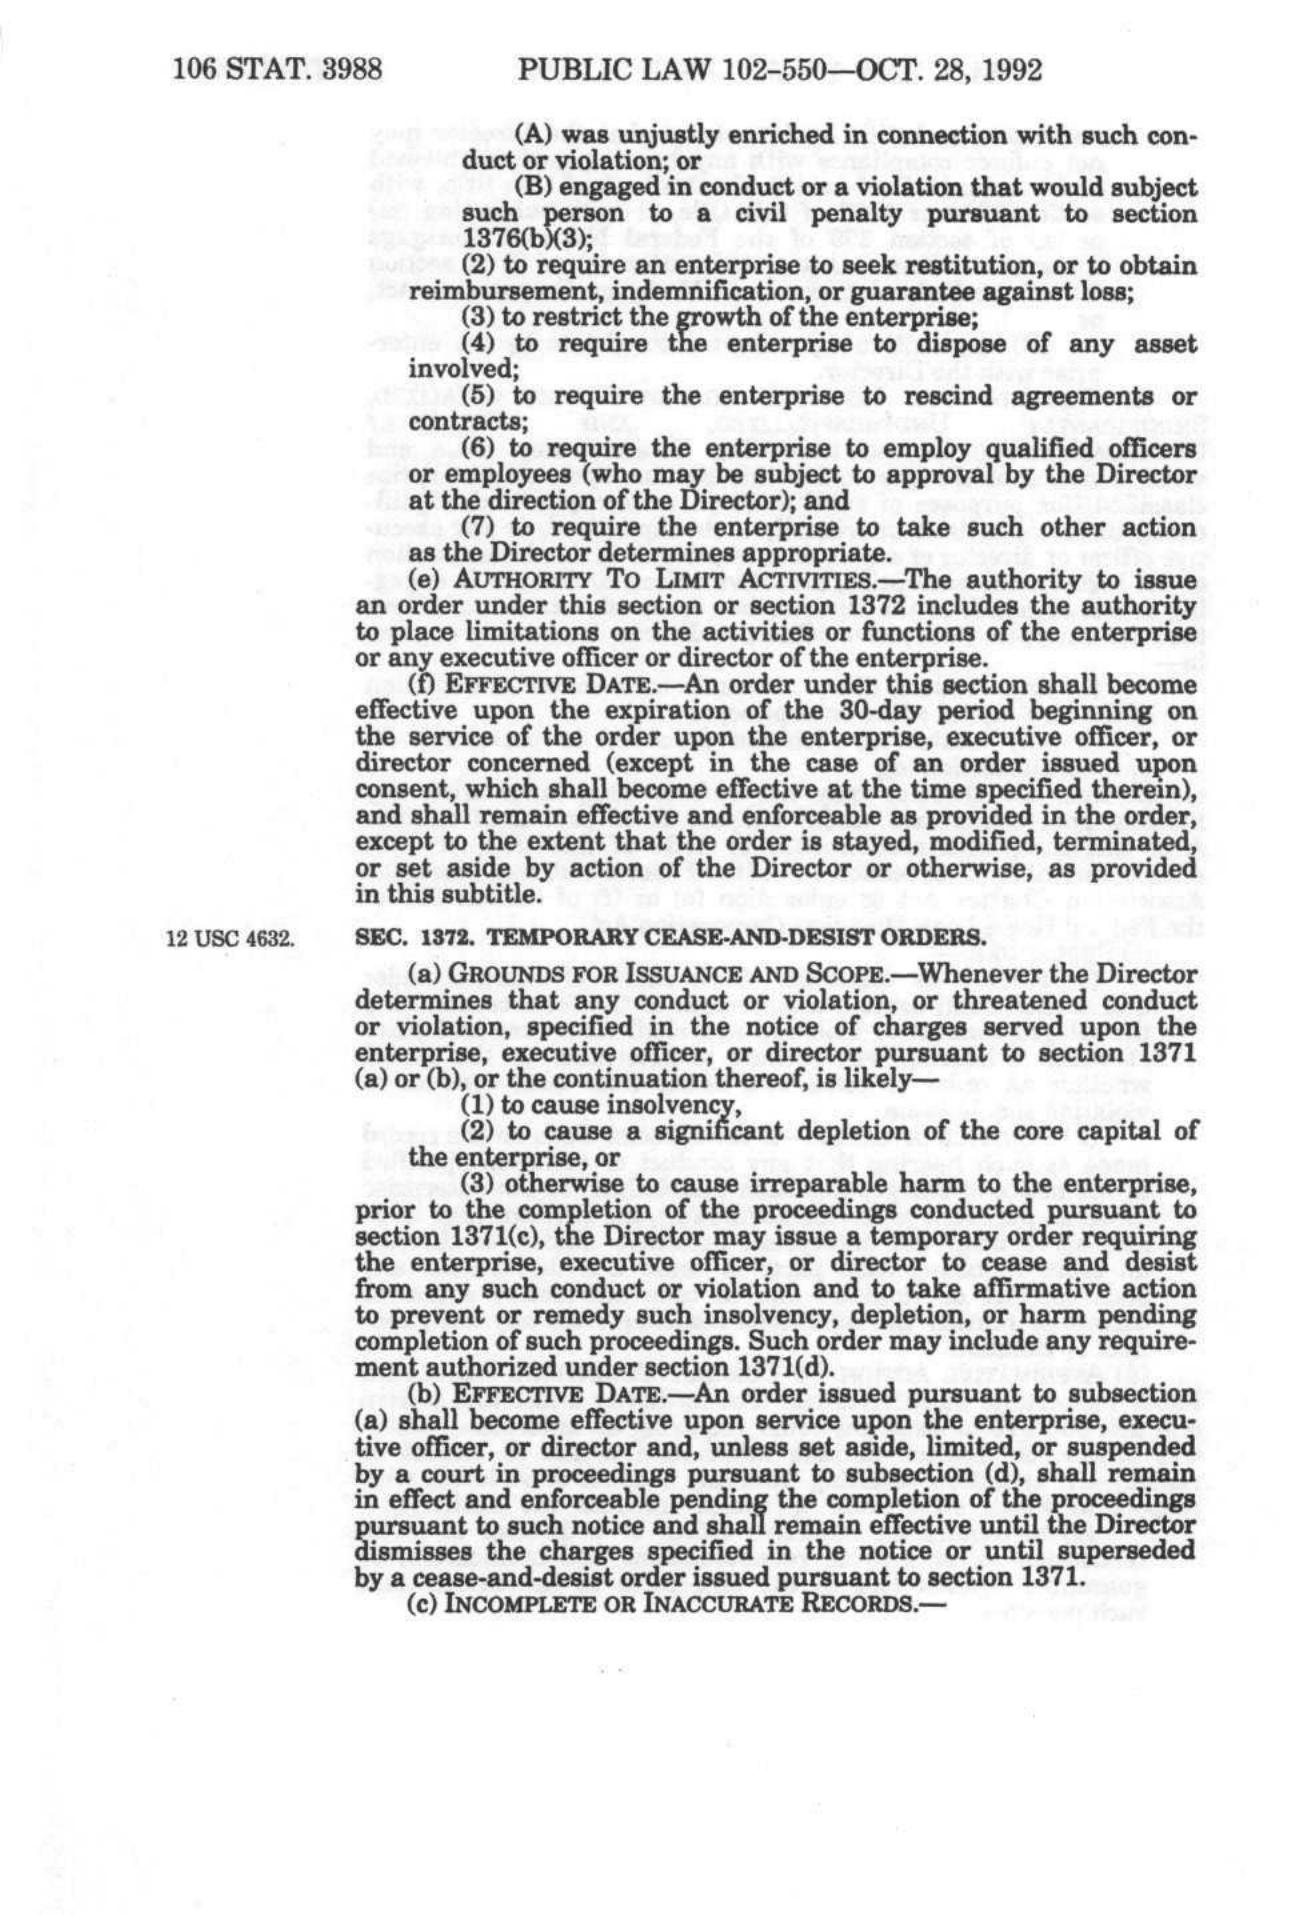 106 STAT. 3988 PUBLIC LAW 102-550—OCT. 28, 1992
(A) was unjustly enriched in connection with such con-
duct or violation; or
(B) engaged in conduct or a violation that would subject
such person to a civil penalty pursuant to section
1376(b)(3);
(2) to require an enterprise to seek restitution, or to obtain
reimbursement, indemnification, or guarantee against loss;
(3) to restrict the growth of the enterprise;
(4) to require the enterprise to dispose of any asset
involved;
(5) to require the enterprise to rescind agreements or
contracts;
(6) to require the enterprise to employ qualified officers
or employees (who may be subject to approval by the Director
at the direction of the Director); and
(7) to require the enterprise to take such other action
as the Director determines appropriate.
(e) AUTHORITY TO LIMIT ACTIVITIES.—The authority to issue
an order under this section or section 1372 includes the authority
to place limitations on the activities or functions of the enterprise
or any executive officer or director of the enterprise.
(f) EFFECTIVE DATE.—An order under this section shall become
effective upon the expiration of the 30-day period beginning on
the service of the order upon the enterprise, executive officer, or
director concerned (except in the case of an order issued upon
consent, which shall become effective at the time specified therein),
and shall remain effective and enforceable as provided in the order,
except to the extent that the order is stayed, modified, terminated,
or set aside by action of the Director or otherwise, as provided
in this subtitle.
12 USC 4632. SEC. 1372. TEMPORARY CEASE-AND-DESIST ORDERS.
(a) GROUNDS FOR ISSUANCE AND SCOPE.—Whenever the Director
determines that any conduct or violation, or threatened conduct
or violation, specified in the notice of charges served upon the
enterprise, executive officer, or director pursuant to section 1371
(a) or (b), or the continuation thereof, is likely—
(1) to cause insolvency,
(2) to cause a significant depletion of the core capital of
the enterprise, or
(3) otherwise to cause irreparable harm to the enterprise,
prior to the completion of the proceedings conducted pursuant to
section 1371(c), the Director may issue a temporary order requiring
the enterprise, executive officer, or director to cease and desist
from any such conduct or violation and to take affirmative action
to prevent or remedy such insolvency, depletion, or harm pending
completion of such proceedings. Such order may include any require-
ment authorized under section 1371(d).
(b) EFFECTIVE DATE.—An order issued pursuant to subsection
(a) shall become effective upon service upon the enterprise, execu-
tive officer, or director and, unless set aside, limited, or suspended
by a court in proceedings pursuant to subsection (d), shall remain
in effect and enforceable pending the completion of the proceedings
pursuant to such notice and shall remain effective until the Director
dismisses the charges specified in the notice or until superseded
by a cease-and-desist order issued pursuant to section 1371.
(c) INCOMPLETE OR INACCURATE RECORDS.—